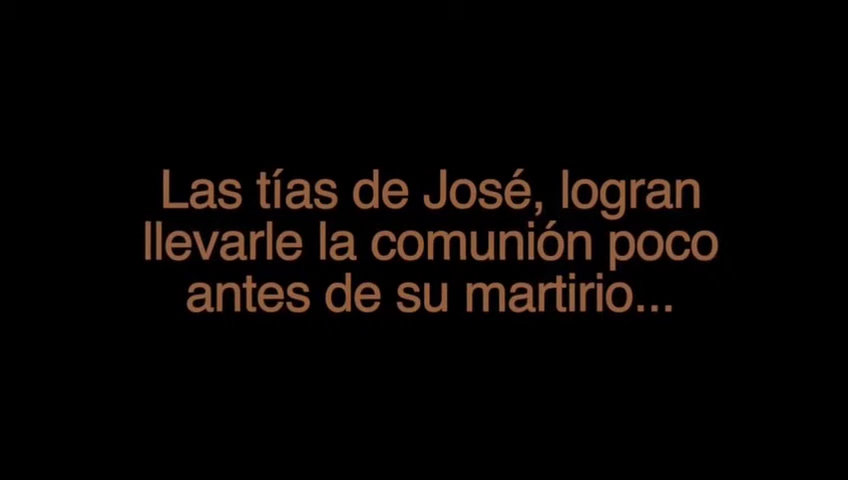 Las tías de José, logran
llevarle la comunión poco
antes de su martirio...